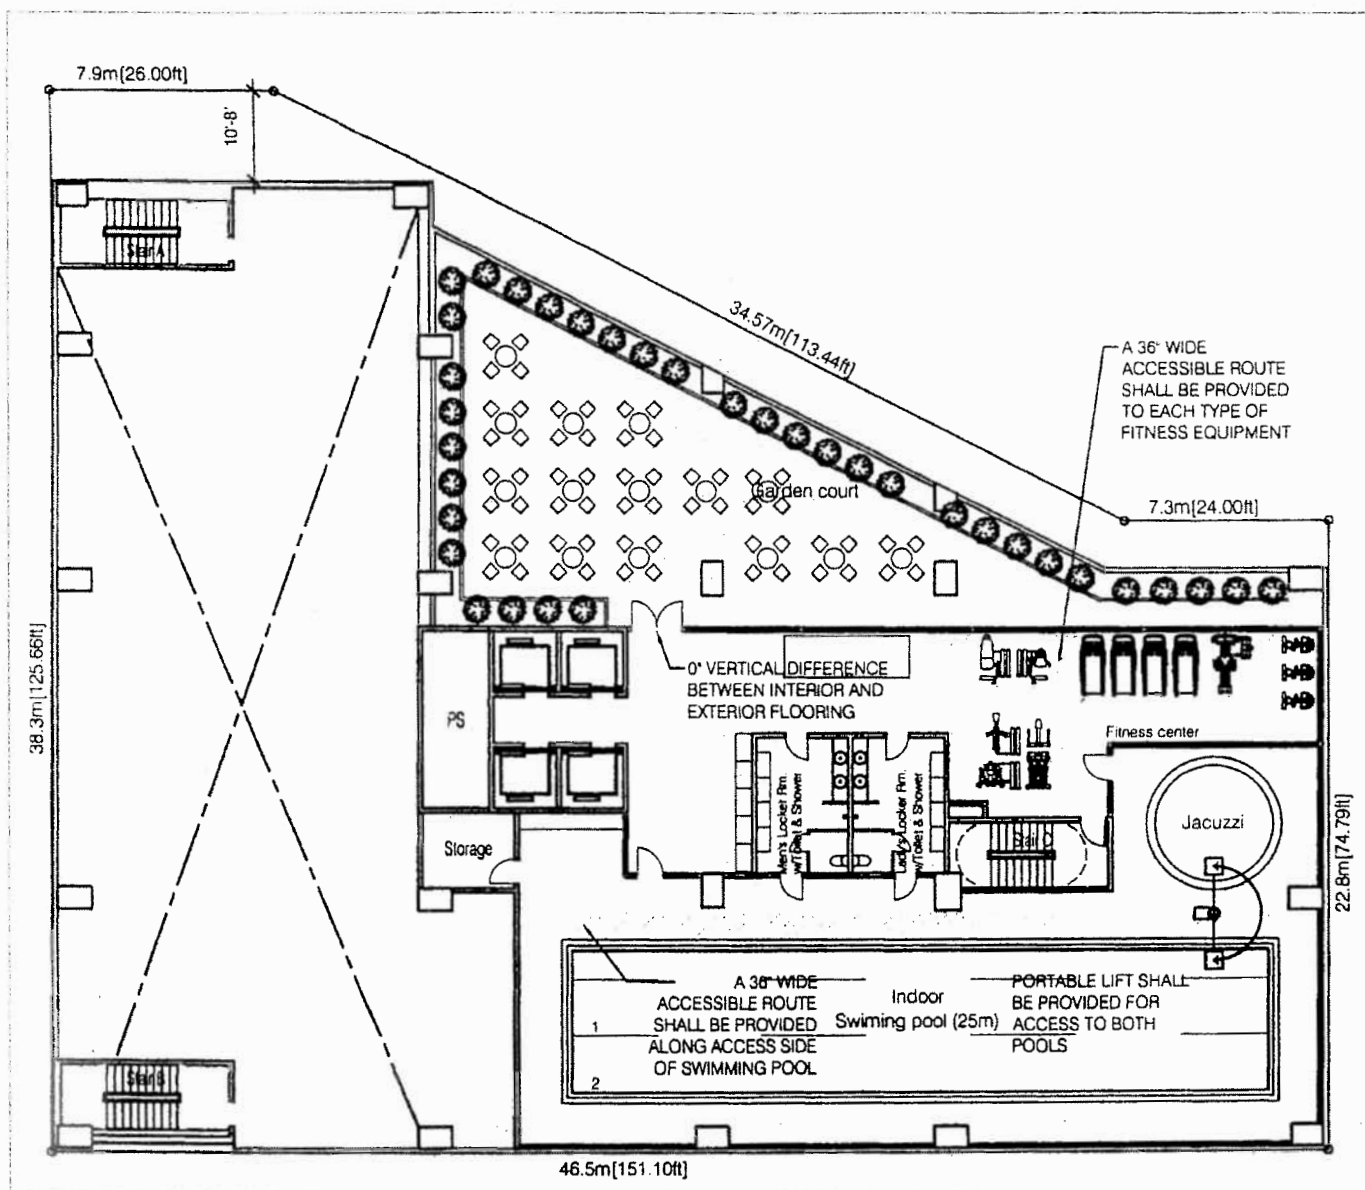 7.9m[26.00ft]
10'-8'
Stair A
34.57m[113.44ft]
A 36" WIDE
ACCESSIBLE ROUTE
SHALL BE PROVIDED
TO EACH TYPE OF
FITNESS EQUIPMENT
Garden court
7.3m[24.00ft]
38.3m[125.66ft]
0" VERTICAL DIFFERENCE
BETWEEN INTERIOR AND
EXTERIOR FLOORING
PS
Fitness center
Men's Locker Rm.
w/Toilet & Shower
Lady's Locker Rm.
w/Toilet & Shower
Storage
Stair C
Jacuzzi
22.8m[74.79ft]
A 36" WIDE
ACCESSIBLE ROUTE
SHALL BE PROVIDED
ALONG ACCESS SIDE
OF SWIMMING POOL
Indoor
Swiming pool (25m)
PORTABLE LIFT SHALL
BE PROVIDED FOR
ACCESS TO BOTH
POOLS
1
2
Stair B
46.5m[151.10ft]